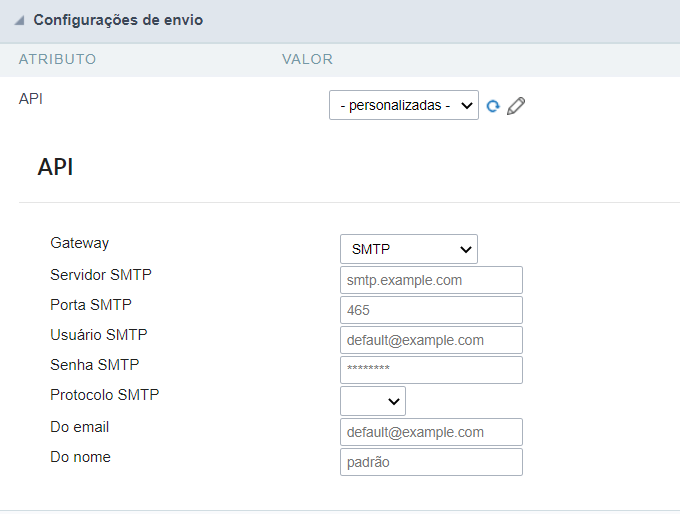 Configurações de envio
ATRIBUTO VALOR
API - personalizadas -
API
Gateway SMTP
Servidor SMTP smtp.example.com
Porta SMTP 465
Usuário SMTP default@example.com
Senha SMTP ********
Protocolo SMTP
Do email default@example.com
Do nome padrão